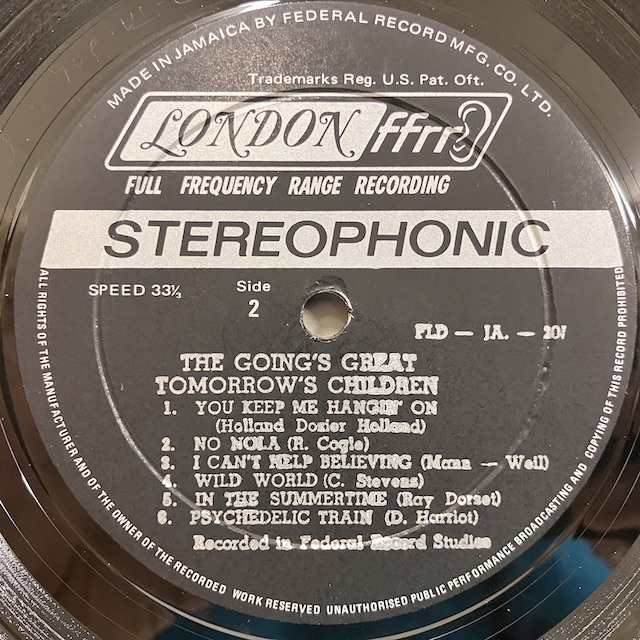 MADE IN JAMAICA BY FEDERAL RECORD MFG. CO. LTD.
Trademarks Reg. U.S. Pat. Oft.
LONDON ffrr
FULL FREQUENCY RANGE RECORDING
STEREOPHONIC
SPEED 33⅓
Side
2
FLD — JA. — 201
THE GOING'S GREAT
TOMORROW'S CHILDREN
1. YOU KEEP ME HANGIN' ON
(Holland Dozier Holland)
2. NO NOLA (R. Cogle)
3. I CAN'T HELP BELIEVING (Mann — Weil)
4. WILD WORLD (C. Stevens)
5. IN THE SUMMERTIME (Ray Dorset)
6. PSYCHEDELIC TRAIN (D. Harriot)
Recorded in Federal Record Studies
ALL RIGHTS OF THE MANUFACTURER AND OF THE OWNER OF THE RECORDED WORK RESERVED UNAUTHORISED PUBLIC PERFORMANCE BROADCASTING AND COPYING OF THIS RECORD PROHIBITED